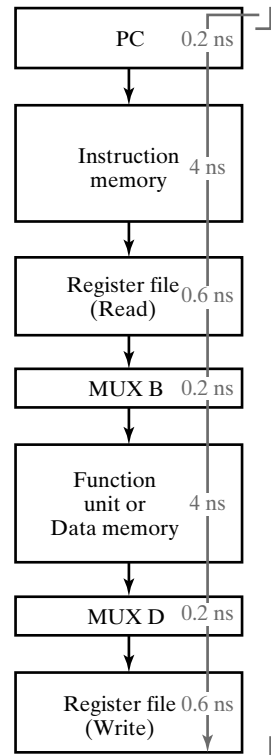 PC 0.2 ns
Instruction
memory
4 ns
Register file
(Read)
0.6 ns
MUX B 0.2 ns
Function
unit or
Data memory
4 ns
MUX D 0.2 ns
Register file
(Write)
0.6 ns